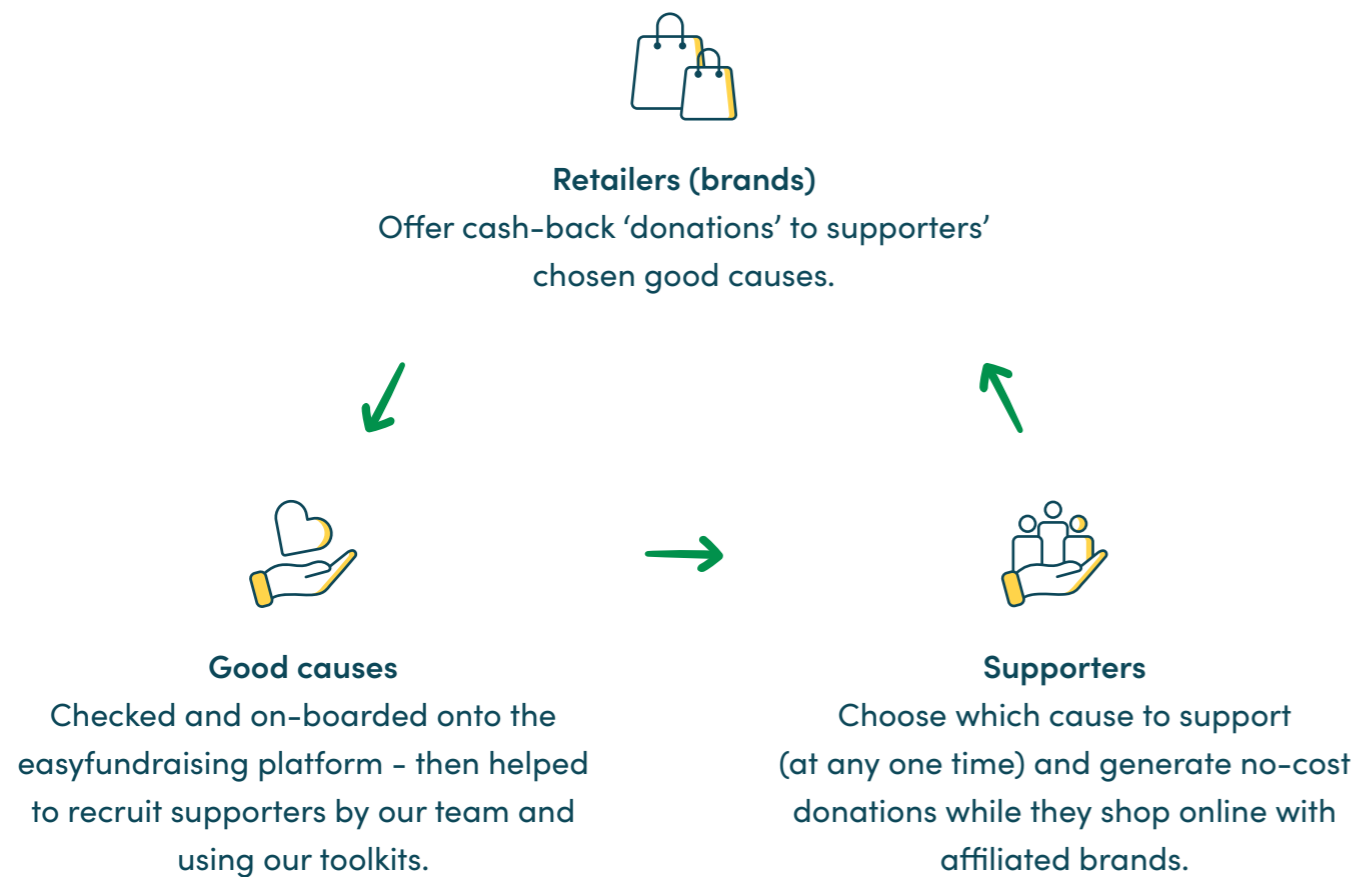 Retailers (brands)
Offer cash-back ‘donations’ to supporters’
chosen good causes.
Good causes
Checked and on-boarded onto the
easyfundraising platform - then helped
to recruit supporters by our team and
using our toolkits.
Supporters
Choose which cause to support
(at any one time) and generate no-cost
donations while they shop online with
affiliated brands.